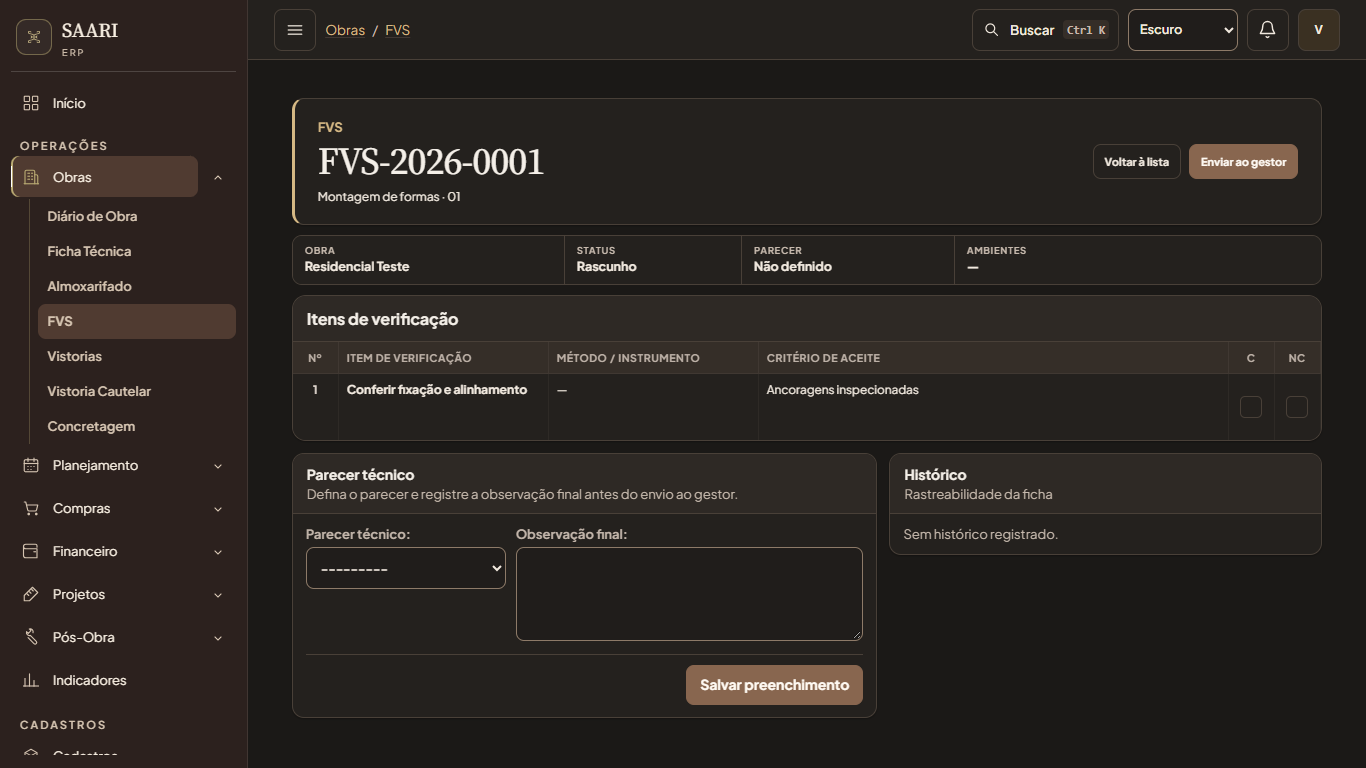 SAARI
ERP
Início
OPERAÇÕES
Obras
Diário de Obra
Ficha Técnica
Almoxarifado
FVS
Vistorias
Vistoria Cautelar
Concretagem
Planejamento
Compras
Financeiro
Projetos
Pós-Obra
Indicadores
CADASTROS
Cadastros
Obras / FVS
Buscar Ctrl K
Escuro
V
FVS
FVS-2026-0001
Montagem de formas · 01
Voltar à lista
Enviar ao gestor
OBRA
Residencial Teste
STATUS
Rascunho
PARECER
Não definido
AMBIENTES
—
Itens de verificação
Nº ITEM DE VERIFICAÇÃO MÉTODO / INSTRUMENTO CRITÉRIO DE ACEITE C NC
1 Conferir fixação e alinhamento — Ancoragens inspecionadas
Parecer técnico
Defina o parecer e registre a observação final antes do envio ao gestor.
Parecer técnico:
---------
Observação final:
Salvar preenchimento
Histórico
Rastreabilidade da ficha
Sem histórico registrado.